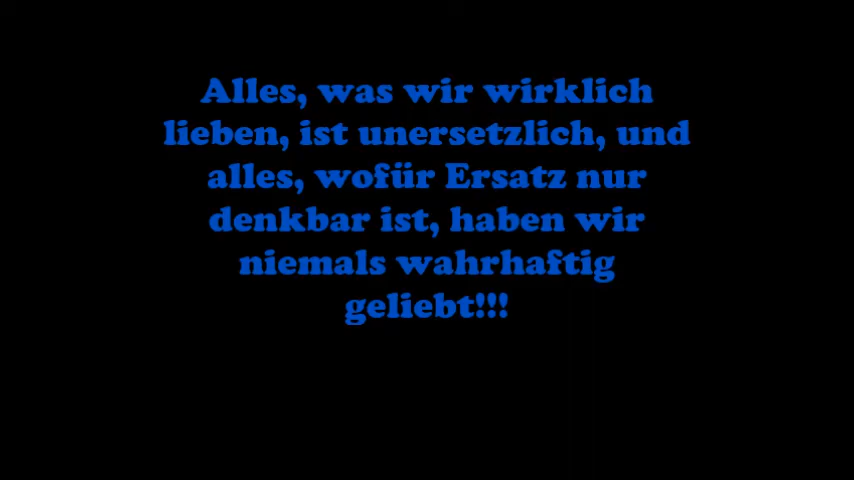 Alles, was wir wirklich
lieben, ist unersetzlich, und
alles, wofür Ersatz nur
denkbar ist, haben wir
niemals wahrhaftig
geliebt!!!